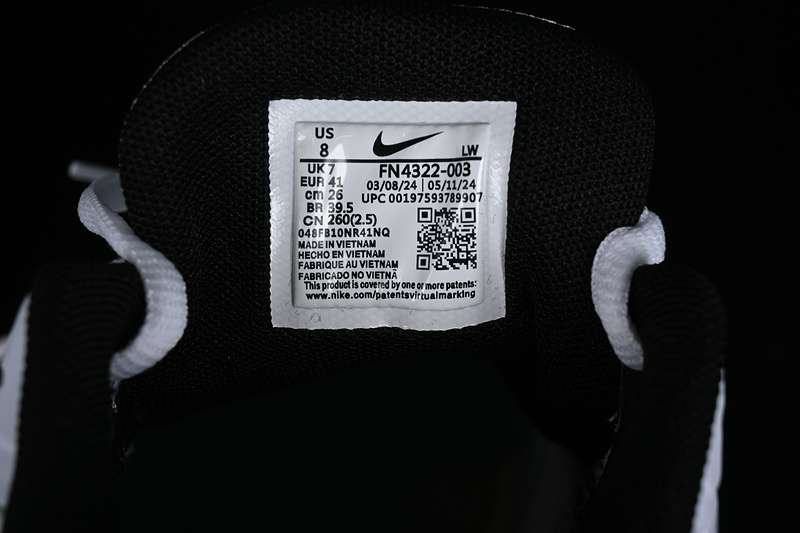 US
8
LW
UK 7
FN4322-003
EUR 41
03/08/24 | 05/11/24
cm 26
UPC 00197593789907
BR 39.5
CN 260(2.5)
048FB10NR41NQ
MADE IN VIETNAM
HECHO EN VIETNAM
FABRIQUE AU VIETNAM
FABRICADO NO VIETNÃ
This product is covered by one or more patents:
www.nike.com/patentsvirtualmarking